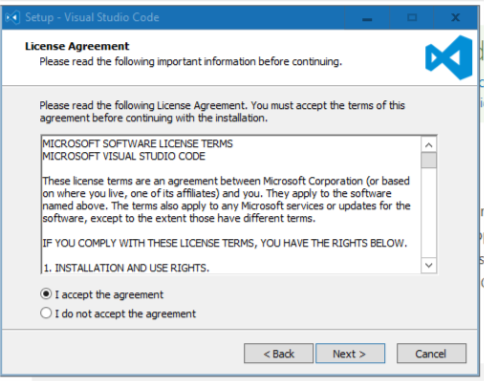 Setup - Visual Studio Code
License Agreement
Please read the following important information before continuing.
Please read the following License Agreement. You must accept the terms of this
agreement before continuing with the installation.
MICROSOFT SOFTWARE LICENSE TERMS
MICROSOFT VISUAL STUDIO CODE
These license terms are an agreement between Microsoft Corporation (or based
on where you live, one of its affiliates) and you. They apply to the software
named above. The terms also apply to any Microsoft services or updates for the
software, except to the extent those have different terms.
IF YOU COMPLY WITH THESE LICENSE TERMS, YOU HAVE THE RIGHTS BELOW.
1. INSTALLATION AND USE RIGHTS.
I accept the agreement
I do not accept the agreement
< Back Next > Cancel